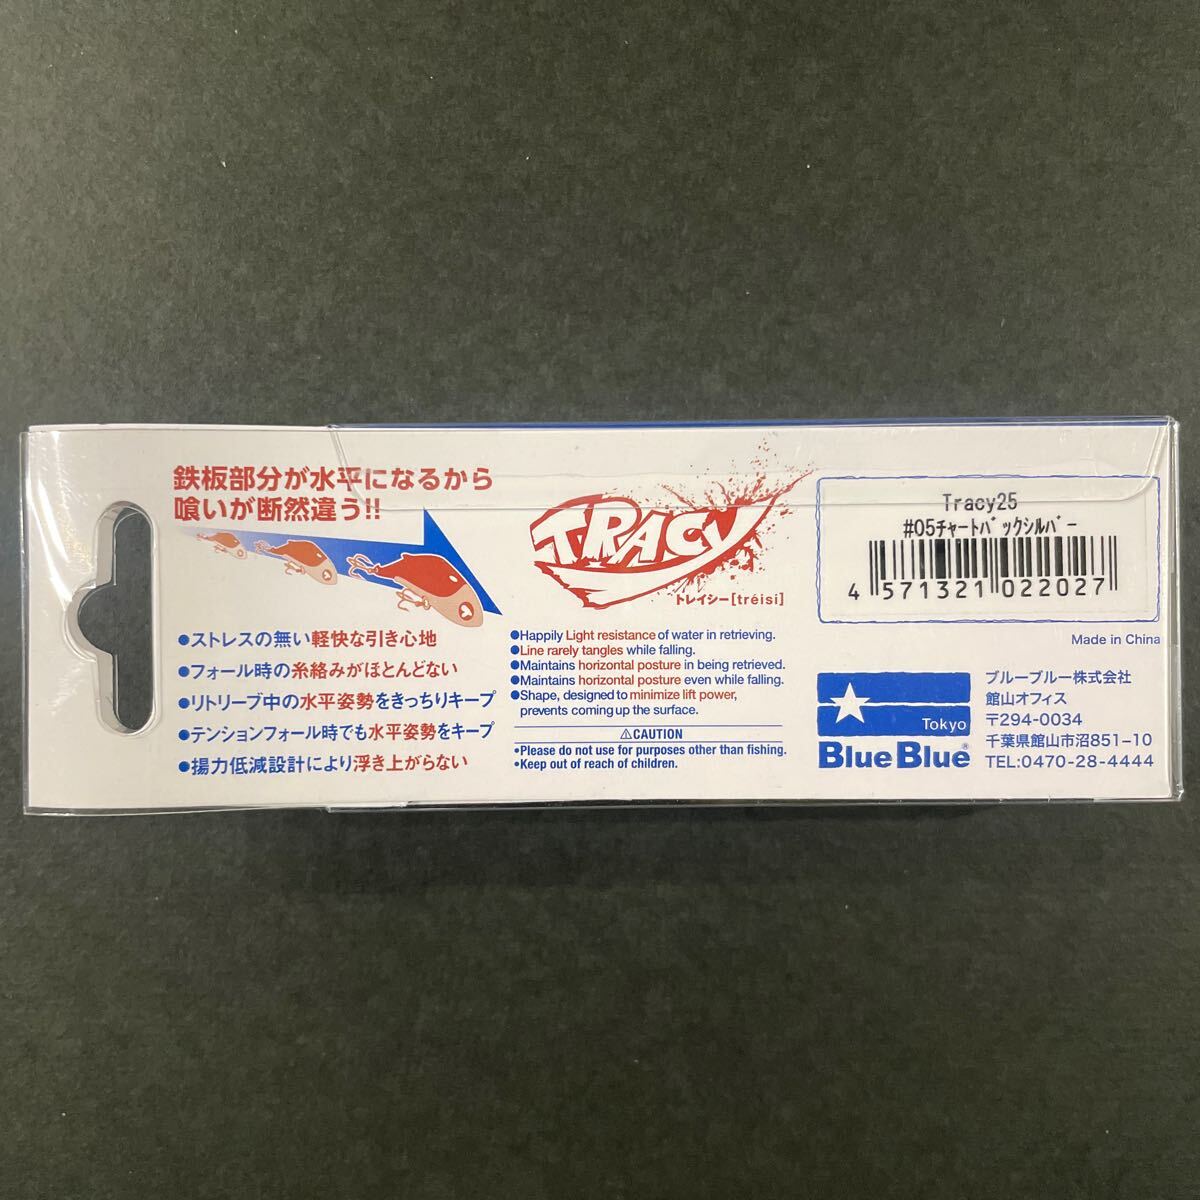 鉄板部分が水平になるから
喰いが断然違う!!
●ストレスの無い軽快な引き心地
●フォール時の糸絡みがほとんどない
●リトリーブ中の水平姿勢をきっちりキープ
●テンションフォール時でも水平姿勢をキープ
●揚力低減設計により浮き上がらない
TRACY
トレイシー[tréisi]
●Happily Light resistance of water in retrieving.
●Line rarely tangles while falling.
●Maintains horizontal posture in being retrieved.
●Maintains horizontal posture even while falling.
●Shape, designed to minimize lift power,
prevents coming up the surface.
⚠CAUTION
•Please do not use for purposes other than fishing.
•Keep out of reach of children.
Tracy25
#05チャートバックシルバー
4 571321 022027
Made in China
Tokyo
BlueBlue®
ブルーブルー株式会社
館山オフィス
〒294-0034
千葉県館山市沼851-10
TEL:0470-28-4444